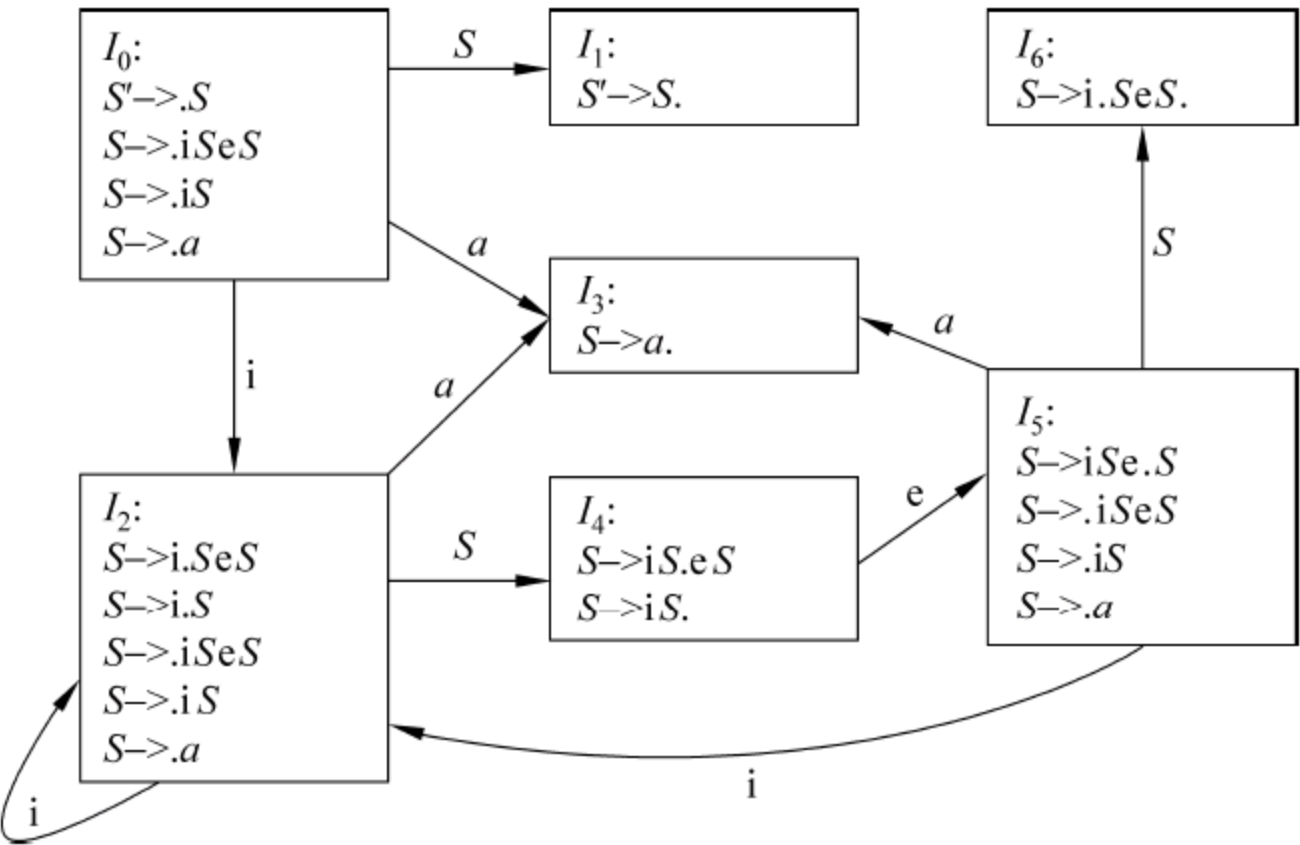 I₀:
S'–>.S
S–>.iSeS
S–>.iS
S–>.a
S
I₁:
S'–>S.
I₆:
S–>i.SeS.
a
I₃:
S–>a.
a
S
i
a
I₂:
S–>i.SeS
S–>i.S
S–>.iSeS
S–>.iS
S–>.a
S
I₄:
S–>iS.eS
S–>iS.
e
I₅:
S–>iSe.S
S–>.iSeS
S–>.iS
S–>.a
i
i